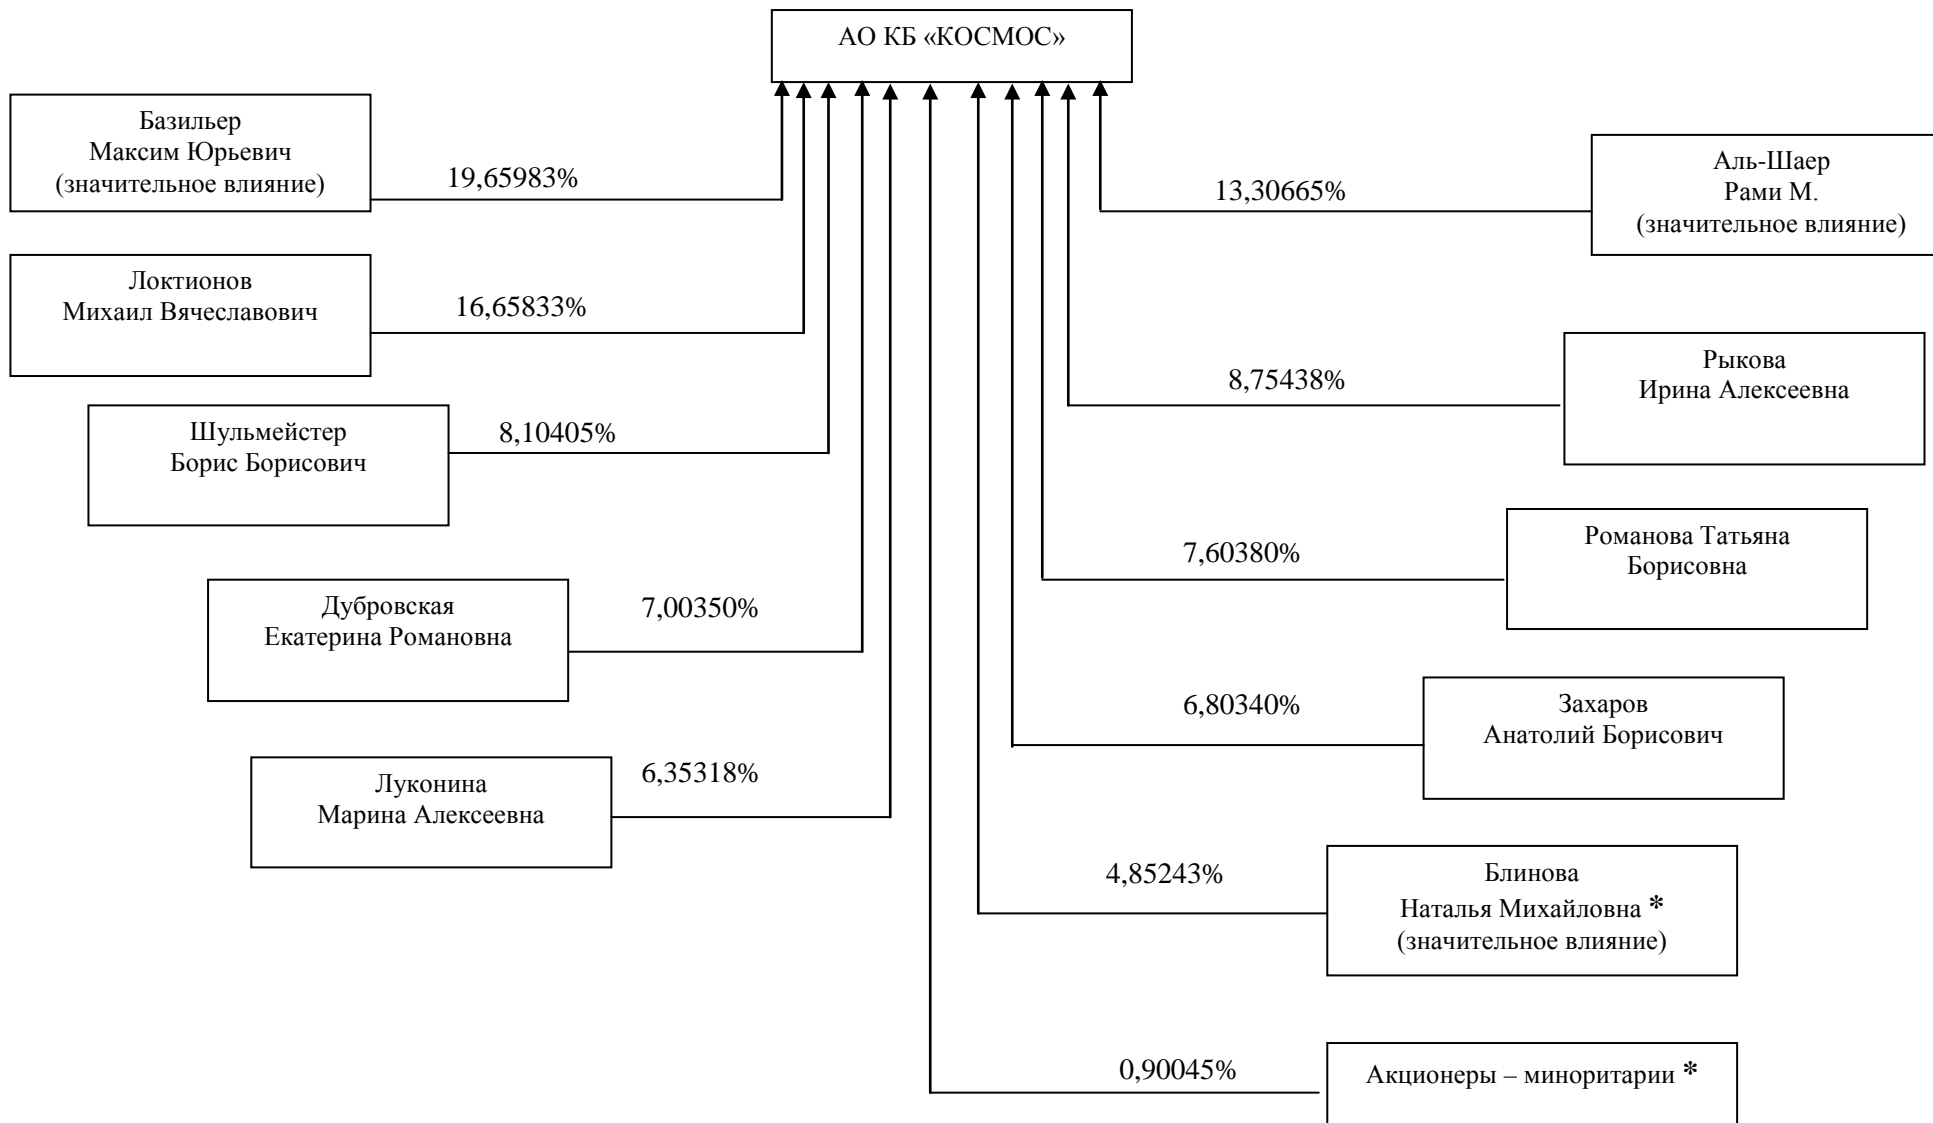 АО КБ «КОСМОС»
Базильер
Максим Юрьевич
(значительное влияние)
19,65983%
13,30665%
Аль-Шаер
Рами М.
(значительное влияние)
Локтионов
Михаил Вячеславович
16,65833%
8,75438%
Рыкова
Ирина Алексеевна
Шульмейстер
Борис Борисович
8,10405%
7,60380%
Романова Татьяна
Борисовна
Дубровская
Екатерина Романовна
7,00350%
6,80340%
Захаров
Анатолий Борисович
Луконина
Марина Алексеевна
6,35318%
4,85243%
Блинова
Наталья Михайловна *
(значительное влияние)
0,90045%
Акционеры – миноритарии *